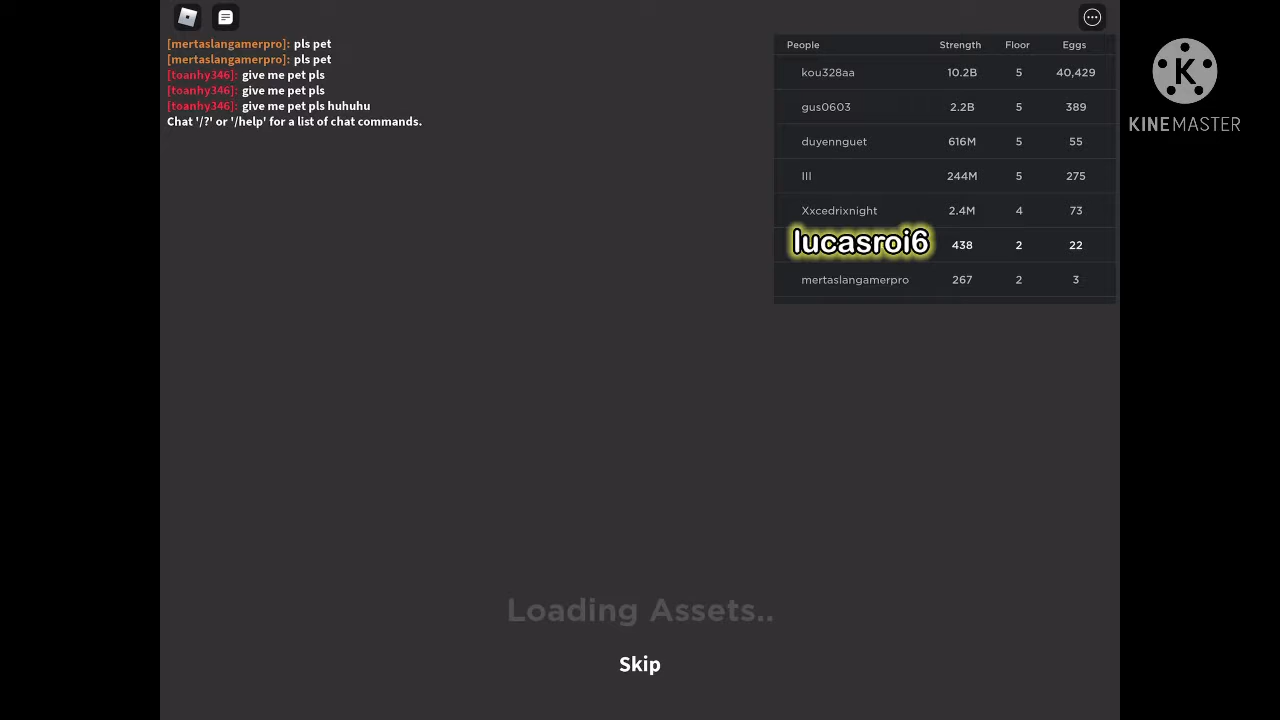 [mertaslangamerpro]: pls pet
[mertaslangamerpro]: pls pet
[toanhy346]: give me pet pls
[toanhy346]: give me pet pls
[toanhy346]: give me pet pls huhuhu
Chat '/?' or '/help' for a list of chat commands.
People Strength Floor Eggs
kou328aa 10.2B 5 40,429
gus0603 2.2B 5 389
duyennguet 616M 5 55
III 244M 5 275
Xxcedrixnight 2.4M 4 73
lucasroi6 438 2 22
mertaslangamerpro 267 2 3
K
KINEMASTER
Loading Assets..
Skip